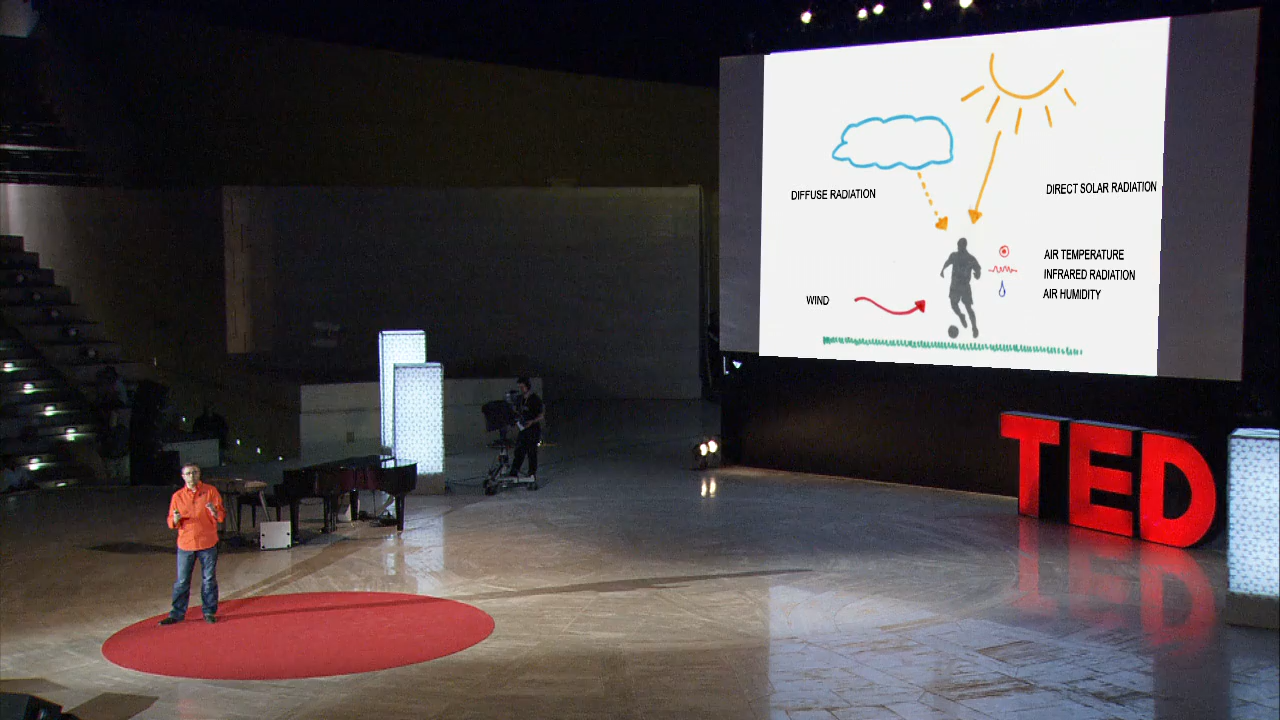 DIFFUSE RADIATION
DIRECT SOLAR RADIATION
AIR TEMPERATURE
INFRARED RADIATION
AIR HUMIDITY
WIND
TED